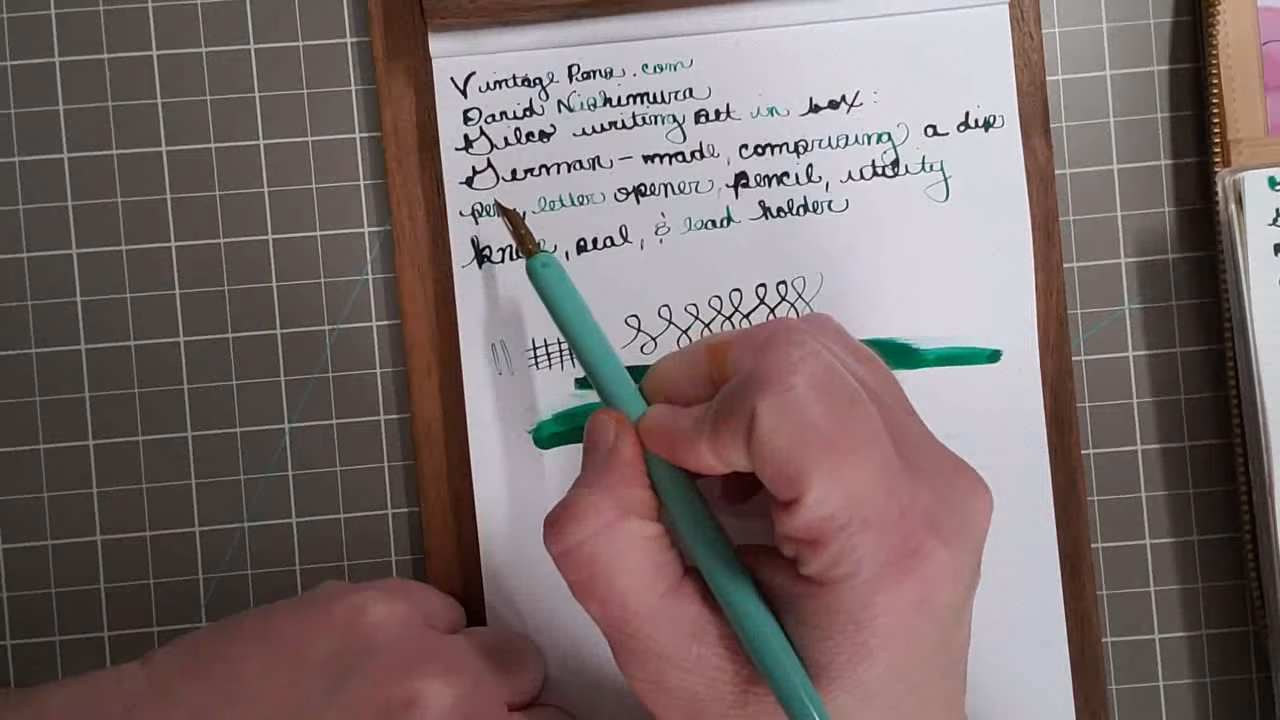 Vintage Pens.com
David Nishimura
Gilco writing set in box:
German-made, comprising a dip
pen, letter opener, pencil, utility
knife, seal, & lead holder